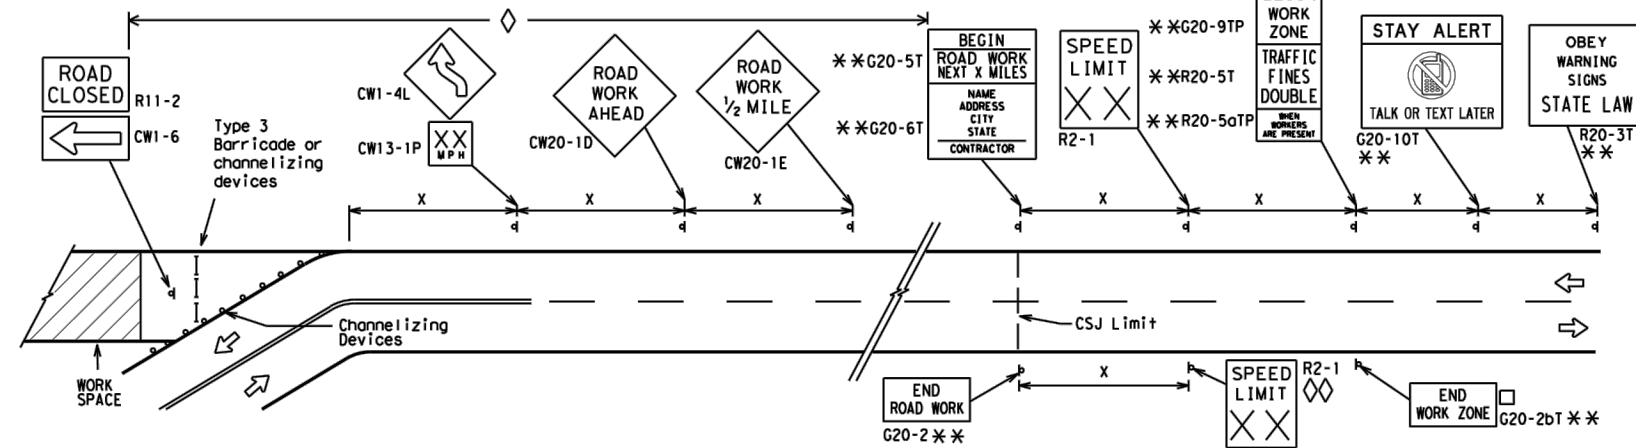 ROAD
CLOSED
R11-2
CW1-6
Type 3
Barricade or
channelizing
devices
CW1-4L
XX
MPH
CW13-1P
ROAD
WORK
AHEAD
CW20-1D
ROAD
WORK
1/2 MILE
CW20-1E
**G20-5T
**G20-6T
BEGIN
ROAD WORK
NEXT X MILES
NAME
ADDRESS
CITY
STATE
CONTRACTOR
SPEED
LIMIT
XX
R2-1
**G20-9TP
**R20-5T
**R20-5aTP
WORK
ZONE
TRAFFIC
FINES
DOUBLE
WHEN
WORKERS
ARE PRESENT
STAY ALERT
TALK OR TEXT LATER
G20-10T
**
OBEY
WARNING
SIGNS
STATE LAW
R20-3T
**
X
X
X
X
X
X
X
Channelizing
Devices
WORK
SPACE
CSJ Limit
X
END
ROAD WORK
G20-2**
SPEED
LIMIT
XX
R2-1
END
WORK ZONE
G20-2bT**